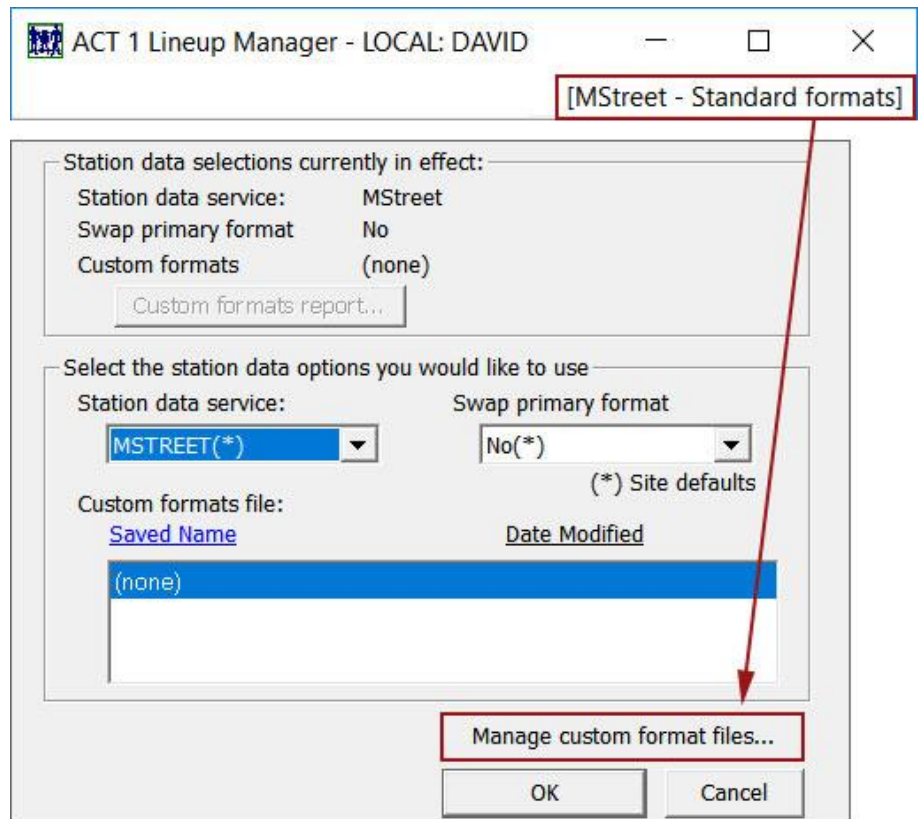 ACT 1 Lineup Manager - LOCAL: DAVID
[MStreet - Standard formats]
Station data selections currently in effect:
Station data service: MStreet
Swap primary format No
Custom formats (none)
Custom formats report...
Select the station data options you would like to use
Station data service: Swap primary format
MSTREET(*) No(*)
(*) Site defaults
Custom formats file:
Saved Name Date Modified
(none)
Manage custom format files...
OK Cancel